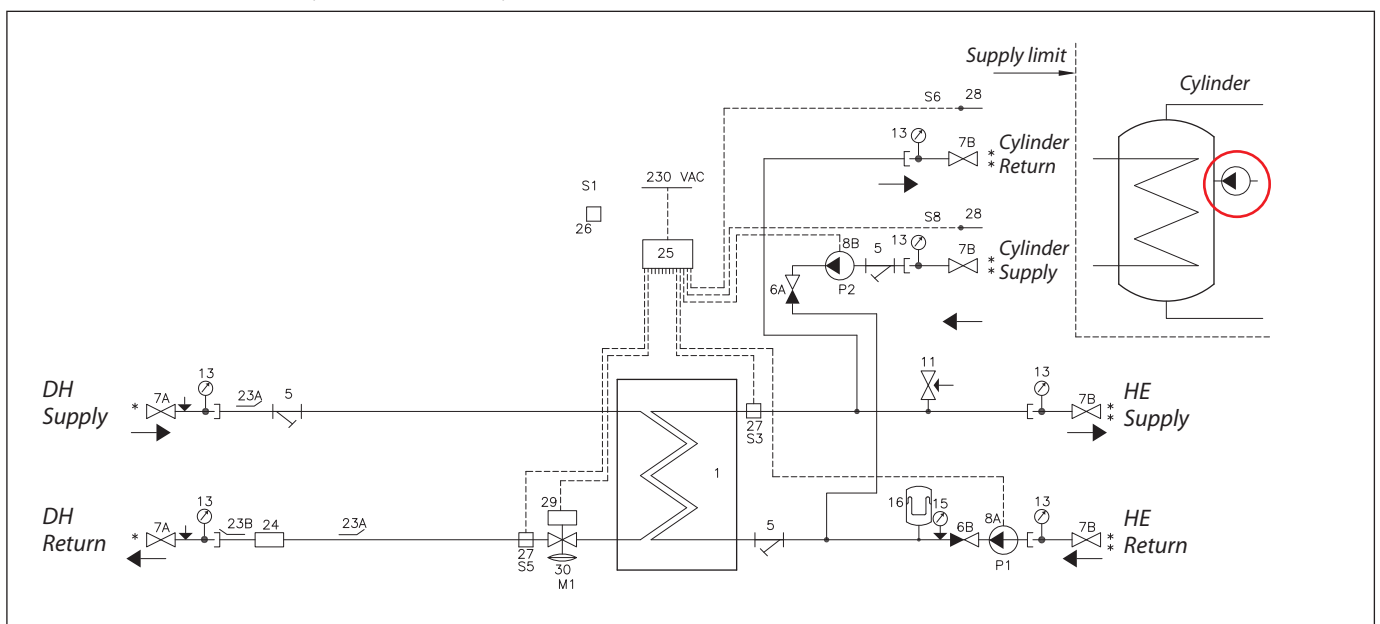 Supply limit
Cylinder
S6 28
13 7B * * Cylinder
Return
S1 230 VAC
26
S8 28
25
8B 5 13 7B * * Cylinder
Supply
6A P2
11
DH
Supply
* 7A 13 23A 5
27
S3
13 7B * * HE
Supply
1
DH
Return
* 7A 13 23B 24 23A
27
S5
29
30
M1
5
16 15 6B 8A
P1
13 7B * * HE
Return